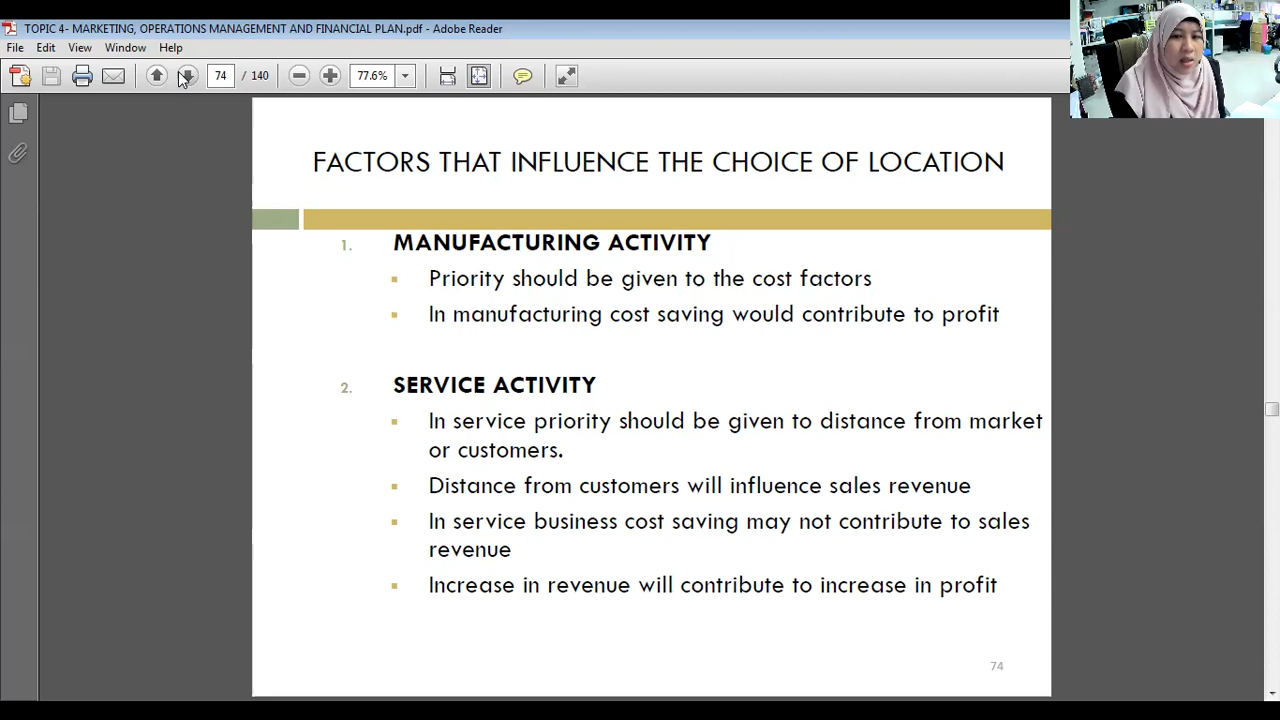 TOPIC 4- MARKETING, OPERATIONS MANAGEMENT AND FINANCIAL PLAN.pdf - Adobe Reader
File Edit View Window Help
74 / 140 77.6%
FACTORS THAT INFLUENCE THE CHOICE OF LOCATION
1. MANUFACTURING ACTIVITY
▪ Priority should be given to the cost factors
▪ In manufacturing cost saving would contribute to profit
2. SERVICE ACTIVITY
▪ In service priority should be given to distance from market
or customers.
▪ Distance from customers will influence sales revenue
▪ In service business cost saving may not contribute to sales
revenue
▪ Increase in revenue will contribute to increase in profit
74